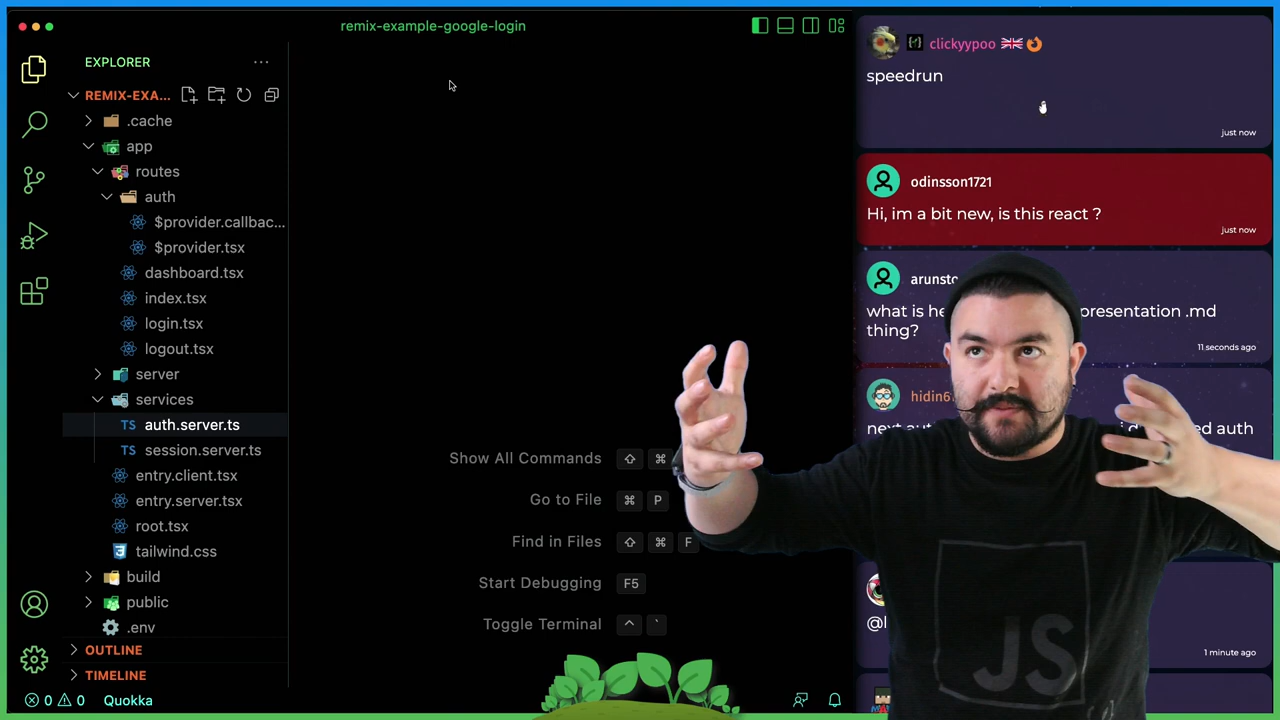 remix-example-google-login
EXPLORER
REMIX-EXA...
.cache
app
routes
auth
$provider.callbac...
$provider.tsx
dashboard.tsx
index.tsx
login.tsx
logout.tsx
server
services
TS auth.server.ts
TS session.server.ts
entry.client.tsx
entry.server.tsx
root.tsx
tailwind.css
build
public
.env
OUTLINE
TIMELINE
0 0 Quokka
Show All Commands ⇧ ⌘
Go to File ⌘ P
Find in Files ⇧ ⌘ F
Start Debugging F5
Toggle Terminal ^ `
clickyypoo
speedrun
just now
odinsson1721
Hi, im a bit new, is this react ?
just now
what is
presentation .md
thing?
11 seconds ago
auth
1 minute ago
JS